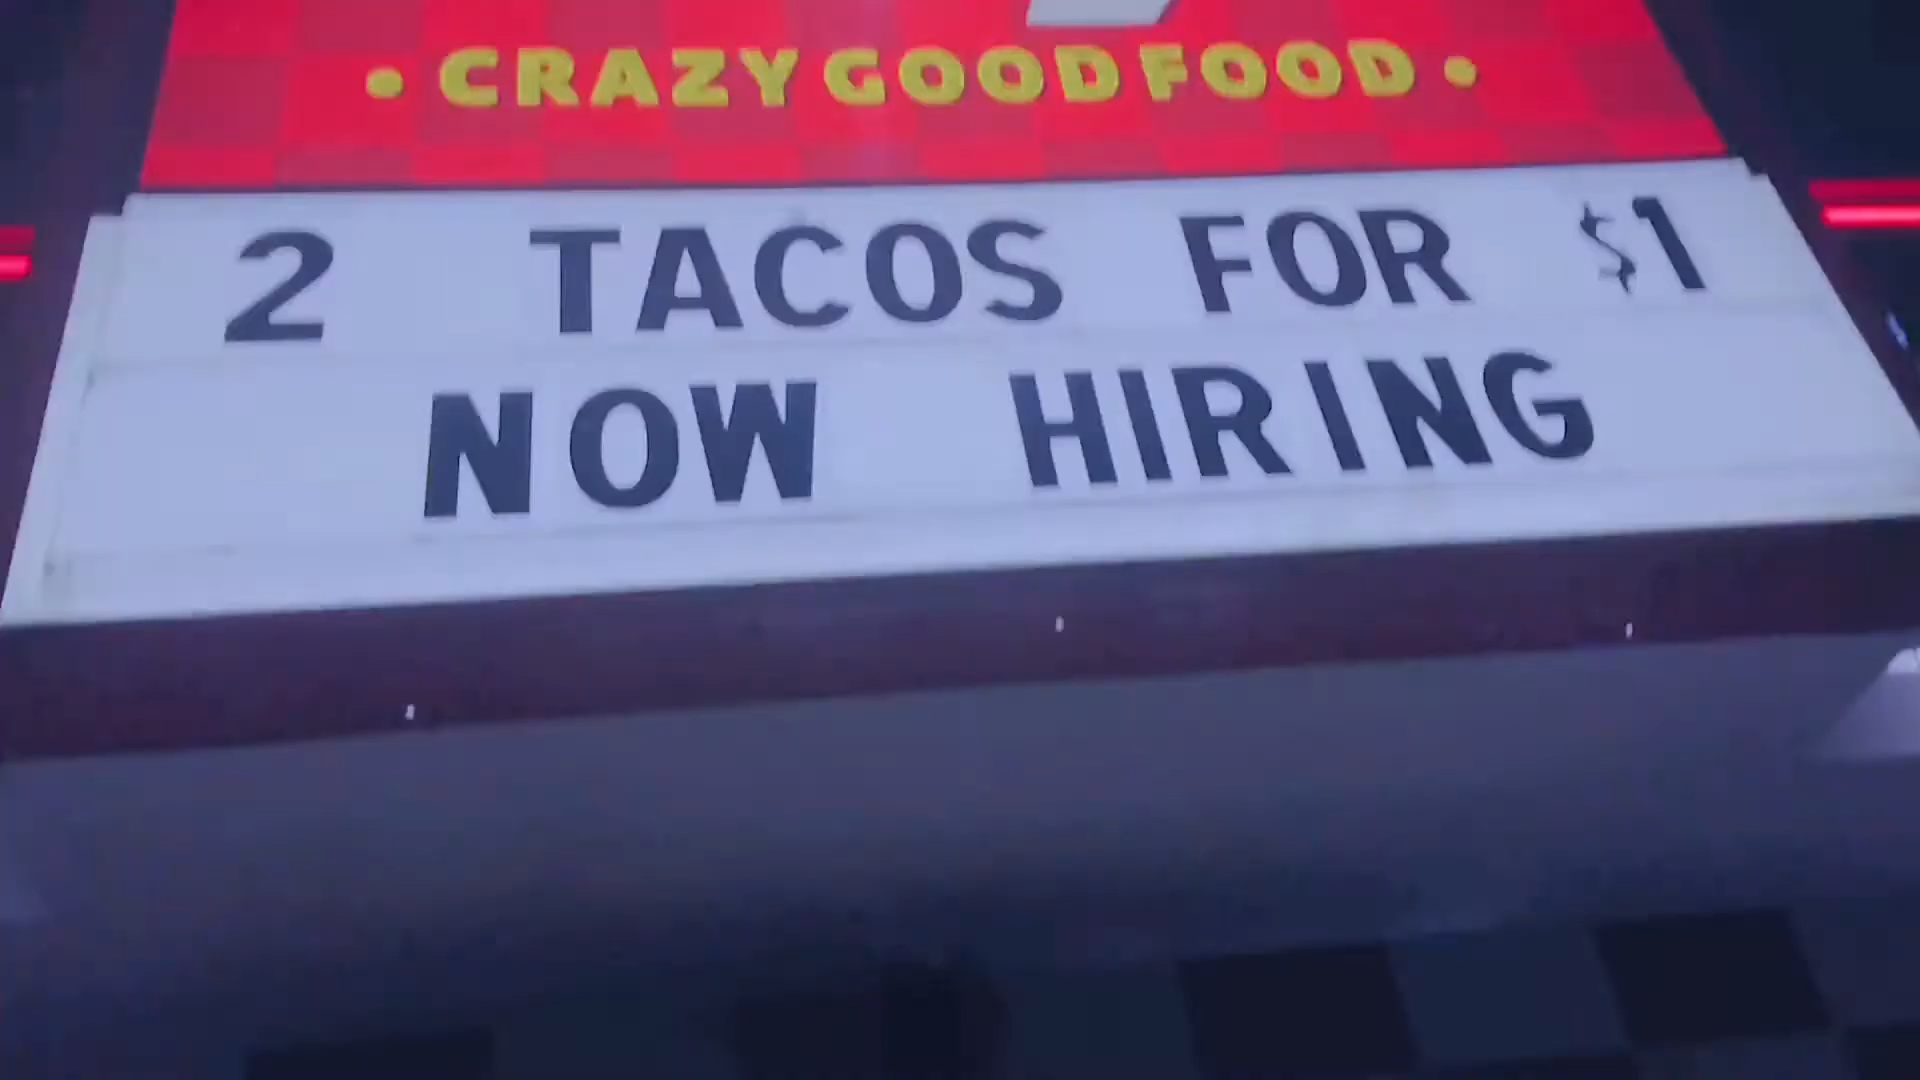 • CRAZY GOOD FOOD •
2 TACOS FOR $1
NOW HIRING